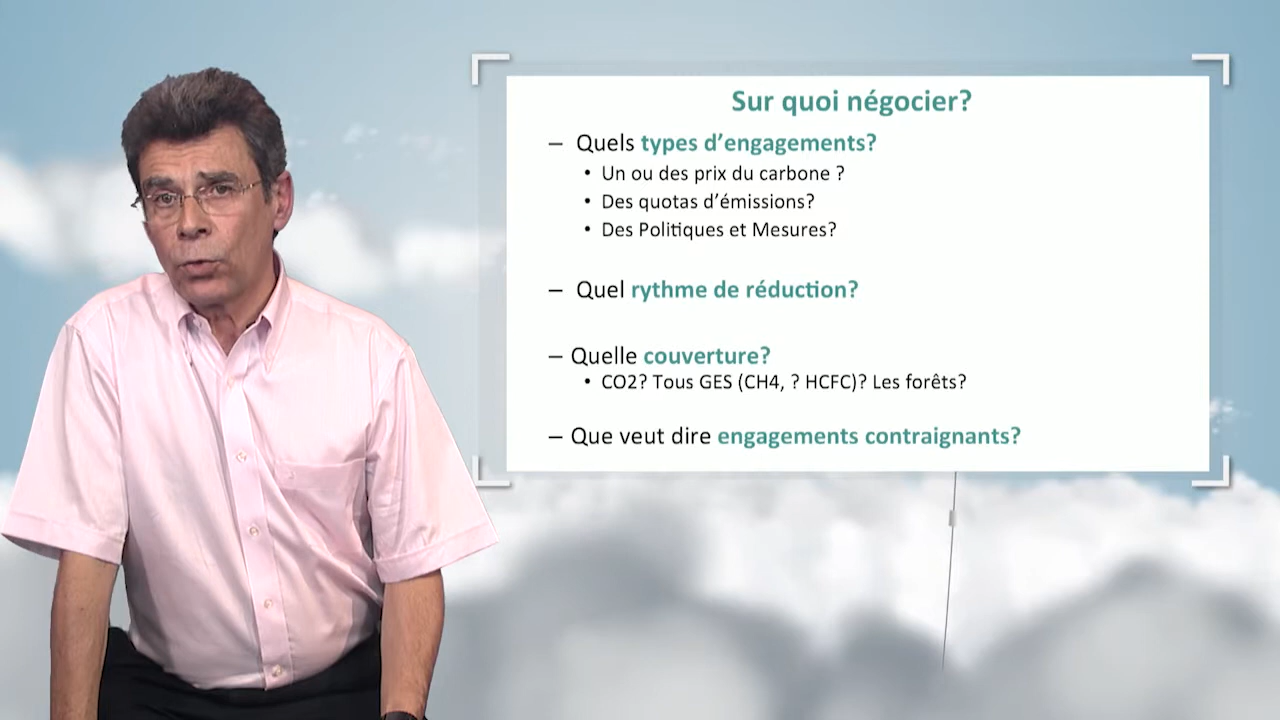 Sur quoi négocier?
– Quels types d’engagements?
• Un ou des prix du carbone ?
• Des quotas d’émissions?
• Des Politiques et Mesures?
– Quel rythme de réduction?
– Quelle couverture?
• CO2? Tous GES (CH4, ? HCFC)? Les forêts?
– Que veut dire engagements contraignants?